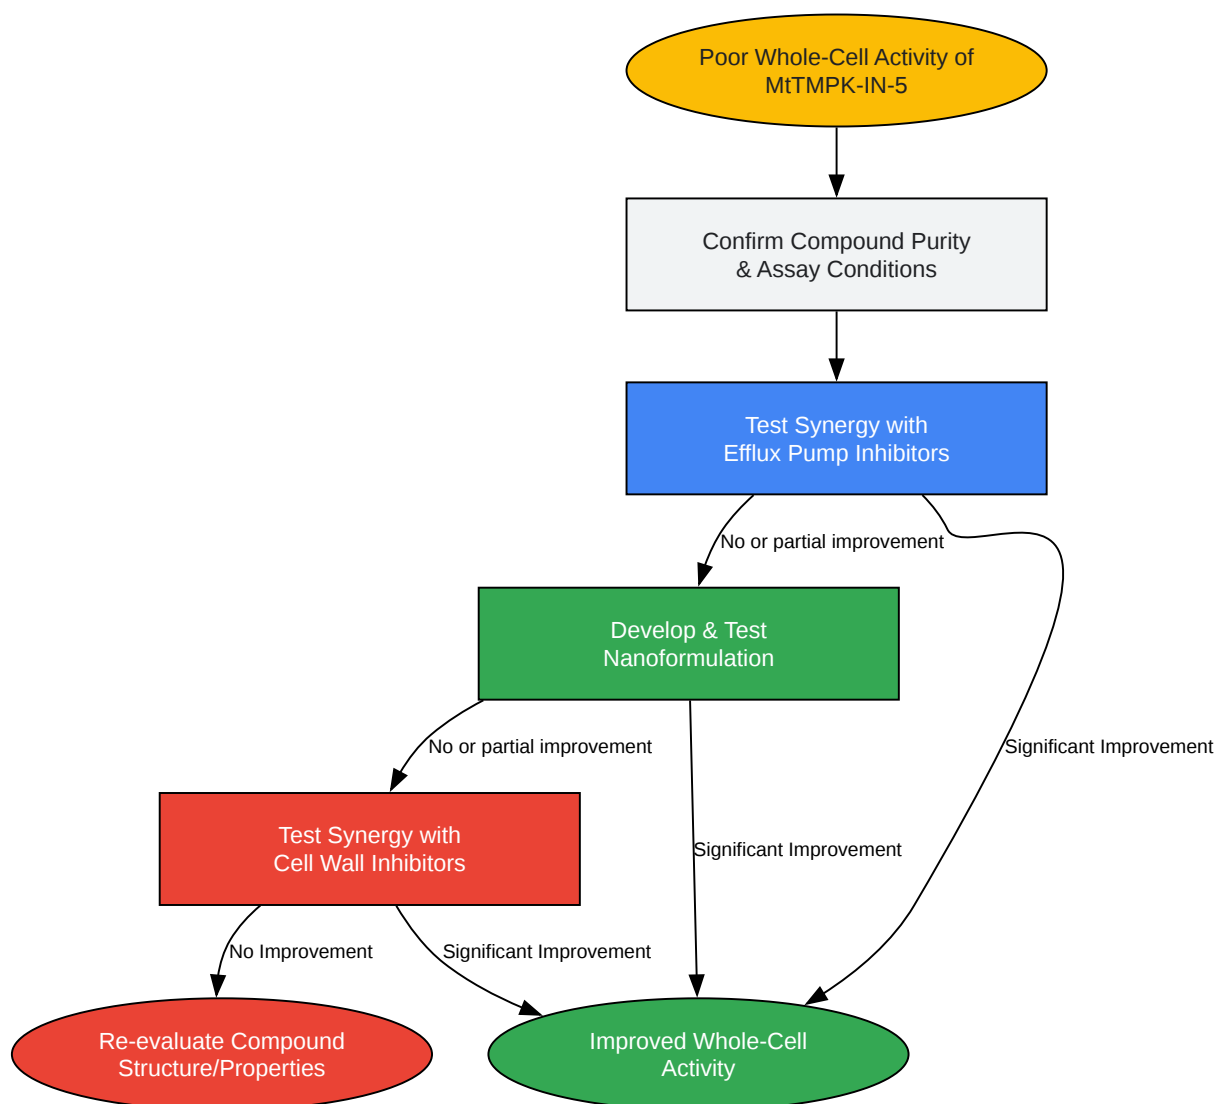 Poor Whole-Cell Activity of
MtTMPK-IN-5
Confirm Compound Purity
& Assay Conditions
Test Synergy with
Efflux Pump Inhibitors
No or partial improvement
Develop & Test
Nanoformulation
No or partial improvement
Significant Improvement
Test Synergy with
Cell Wall Inhibitors
Significant Improvement
No Improvement
Significant Improvement
Re-evaluate Compound
Structure/Properties
Improved Whole-Cell
Activity